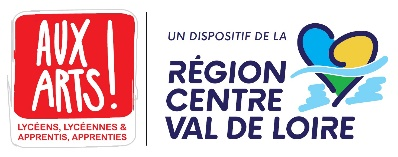 AUX
ARTS!
LYCÉENS, LYCÉENNES &
APPRENTIS, APPRENTIES
UN DISPOSITIF DE LA
RÉGION
CENTRE
VAL DE LOIRE